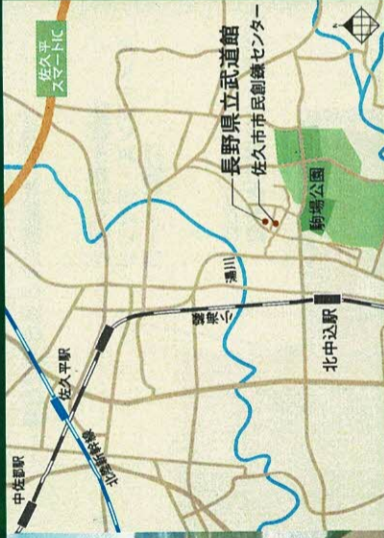 佐久平
スマートIC
長野県立武道館
佐久市市民創錬センター
駒場公園
湯川
小海線
北中込駅
佐久平駅
北陸新幹線
中佐都駅